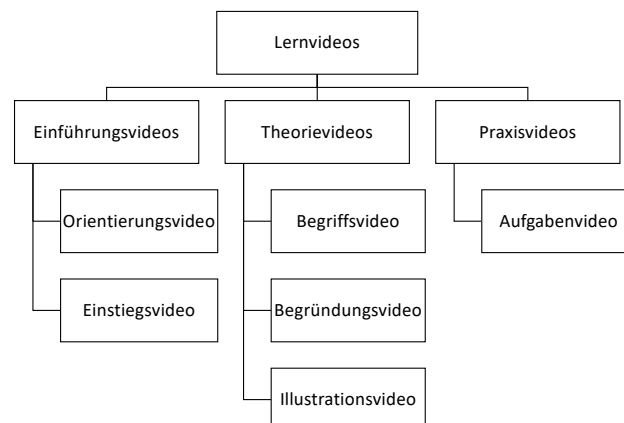 Lernvideos
Einführungsvideos
Orientierungsvideo
Einstiegsvideo
Theorievideos
Begriffsvideo
Begründungsvideo
Illustrationsvideo
Praxisvideos
Aufgabenvideo